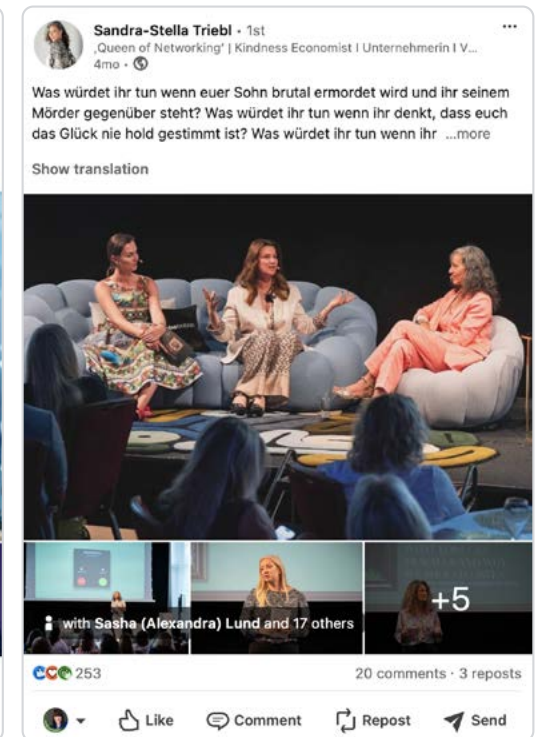 Sandra-Stella Triebl • 1st
‚Queen of Networking' | Kindness Economist I Unternehmerin I V...
4mo •
Was würdet ihr tun wenn euer Sohn brutal ermordet wird und ihr seinem
Mörder gegenüber steht? Was würdet ihr tun wenn ihr denkt, dass euch
das Glück nie hold gestimmt ist? Was würdet ihr tun wenn ihr ...more
Show translation
+5
with Sasha (Alexandra) Lund and 17 others
253
20 comments · 3 reposts
Like Comment Repost Send